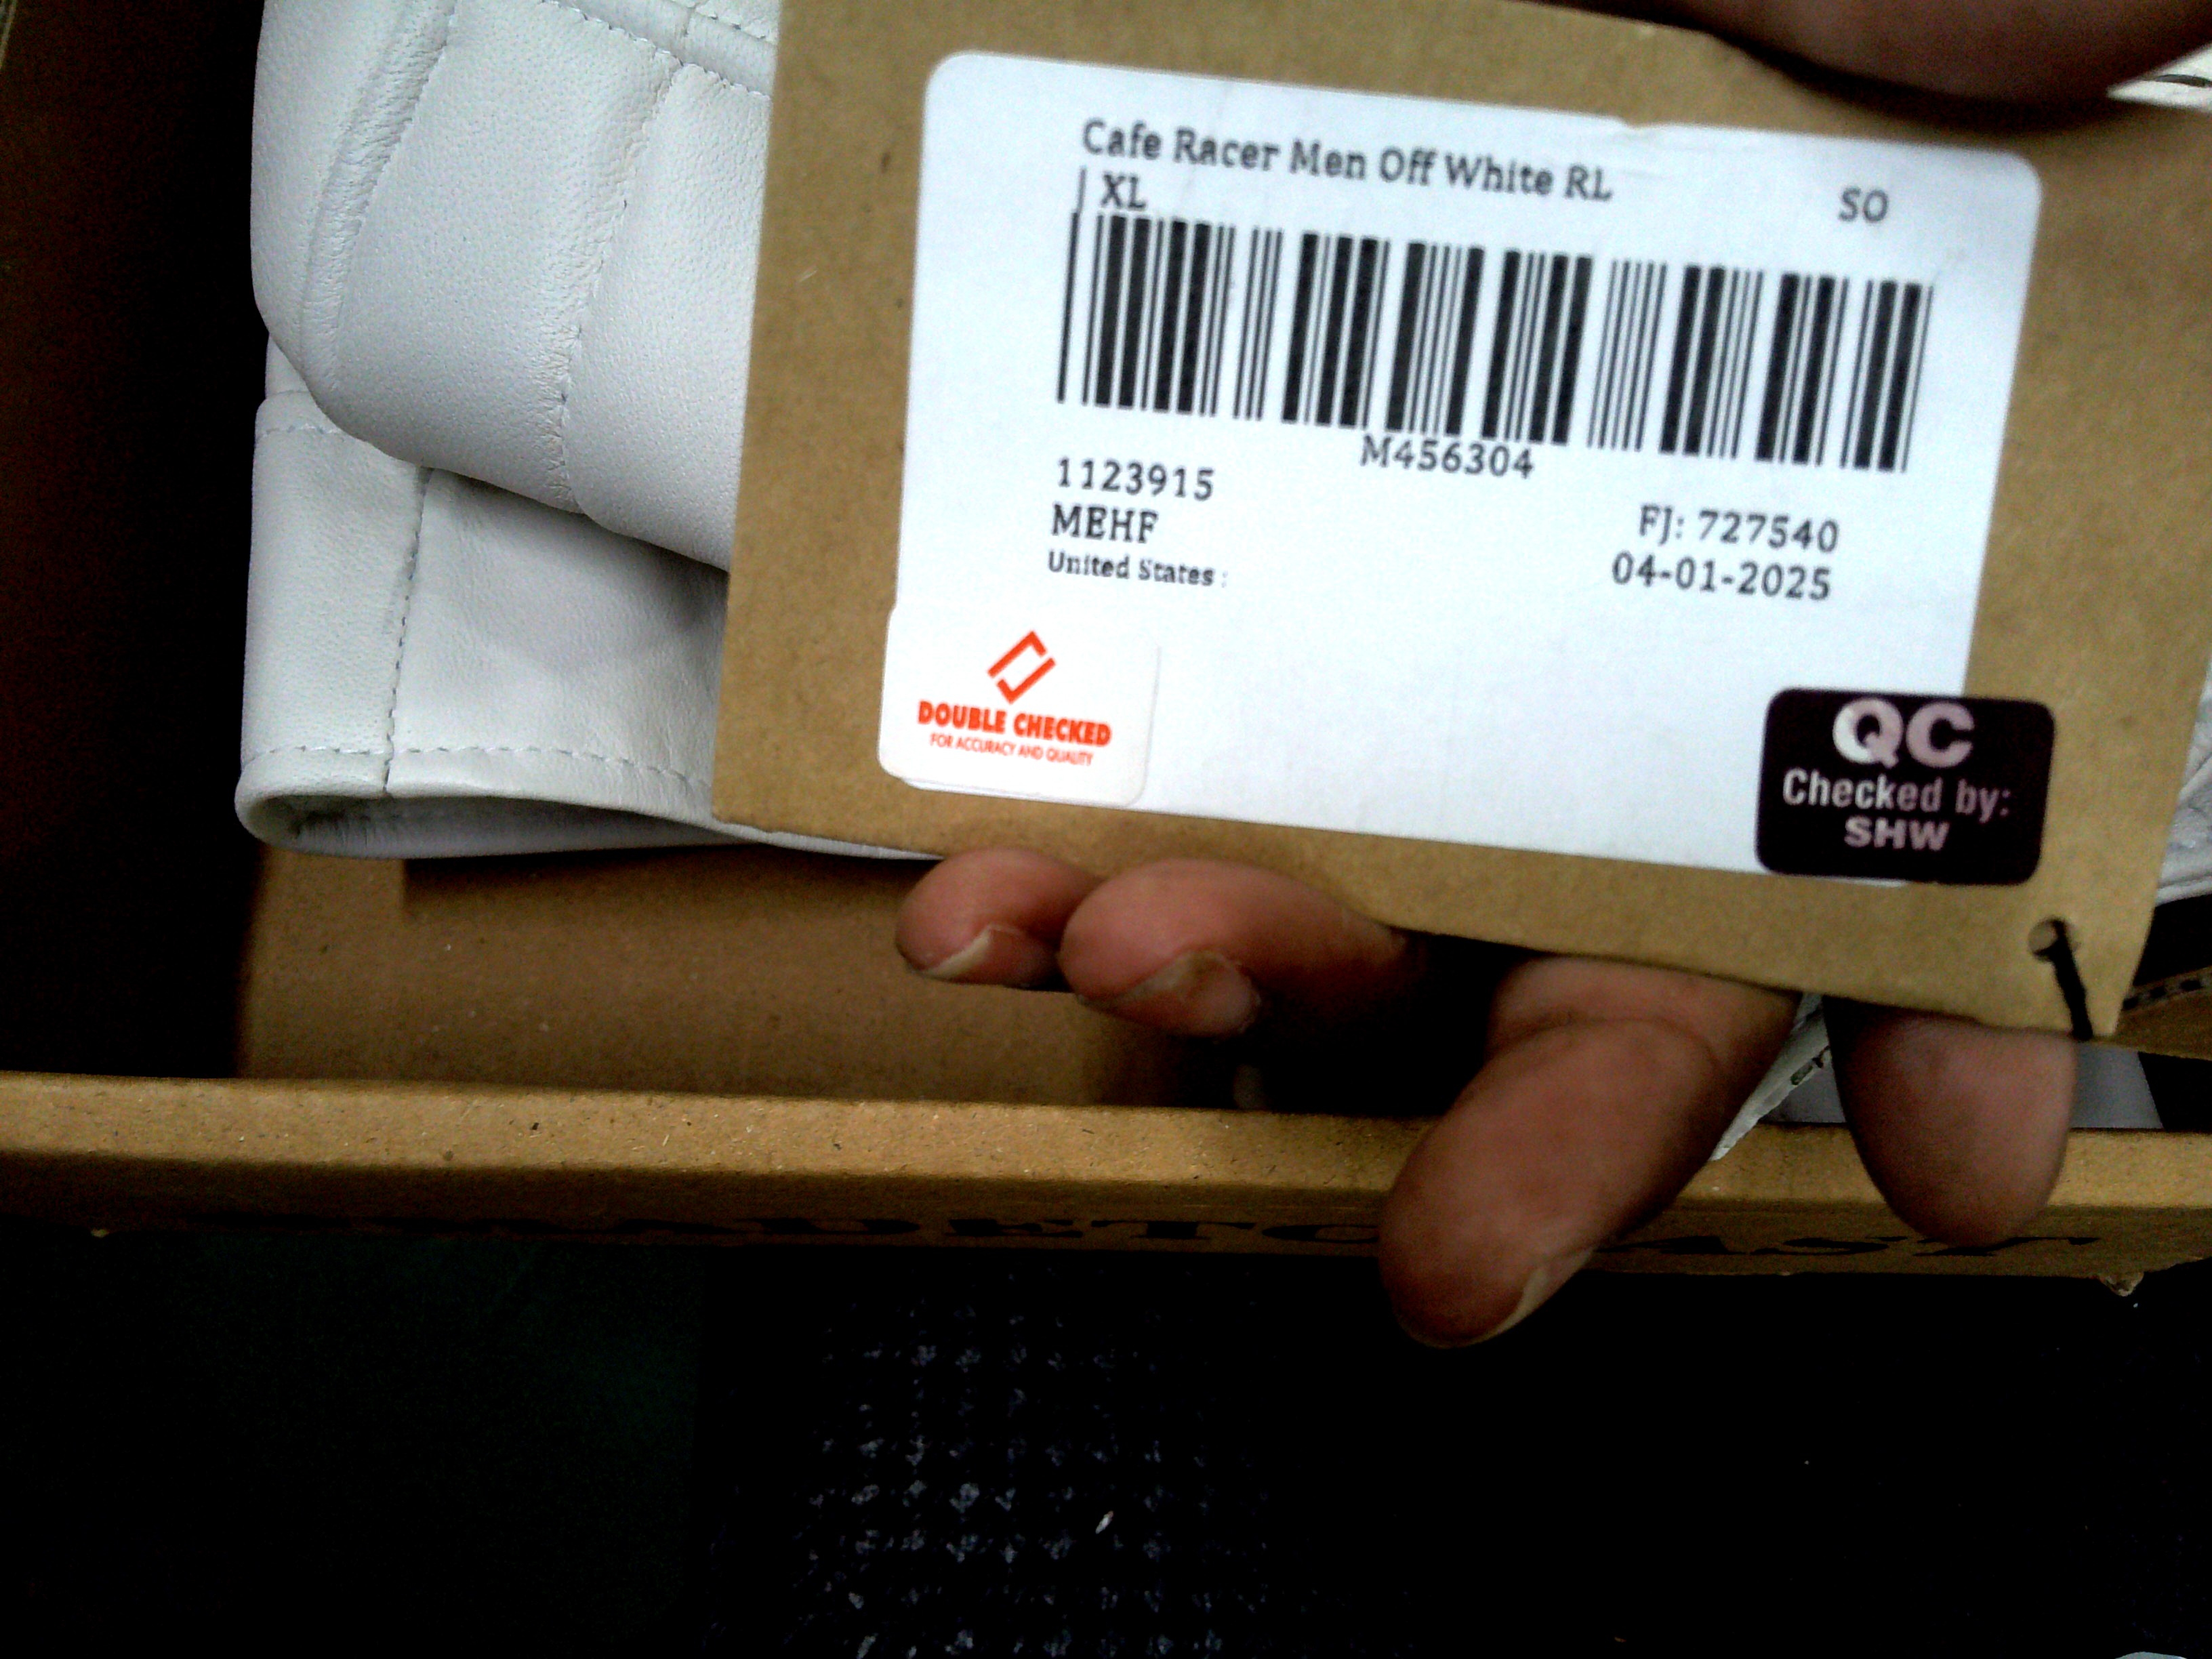 Cafe Racer Men Off White RL
| XL
SO
M456304
1123915
MEHF
United States :
FJ: 727540
04-01-2025
DOUBLE CHECKED
FOR ACCURACY AND QUALITY
QC
Checked by:
SHW